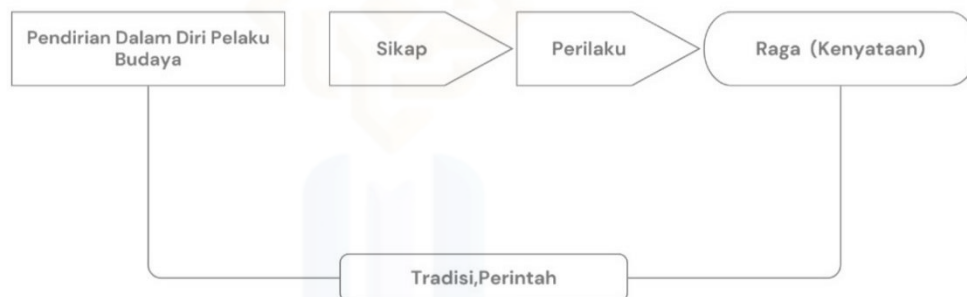 Pendirian Dalam Diri Pelaku
Budaya
Sikap
Perilaku
Raga (Kenyataan)
Tradisi,Perintah